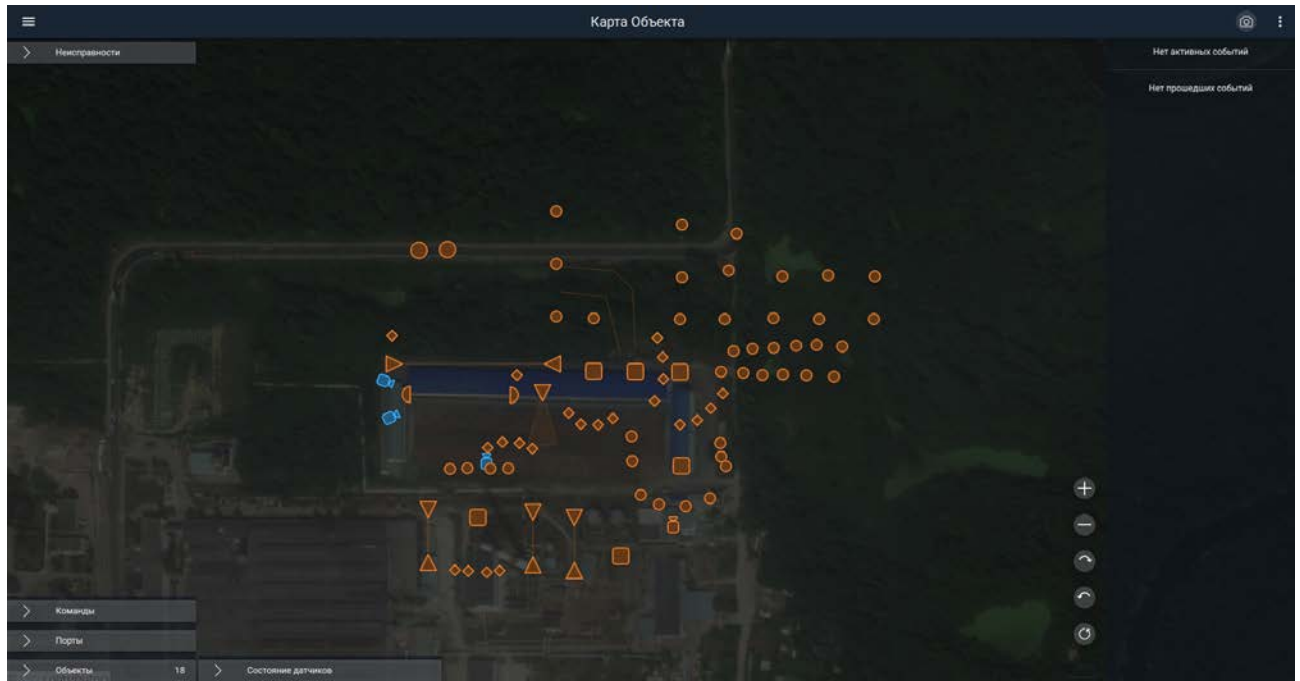 Карта Объекта
Неисправности
Нет активных событий
Нет прошедших событий
Команды
Порты
Объекты 18
Состояние датчиков